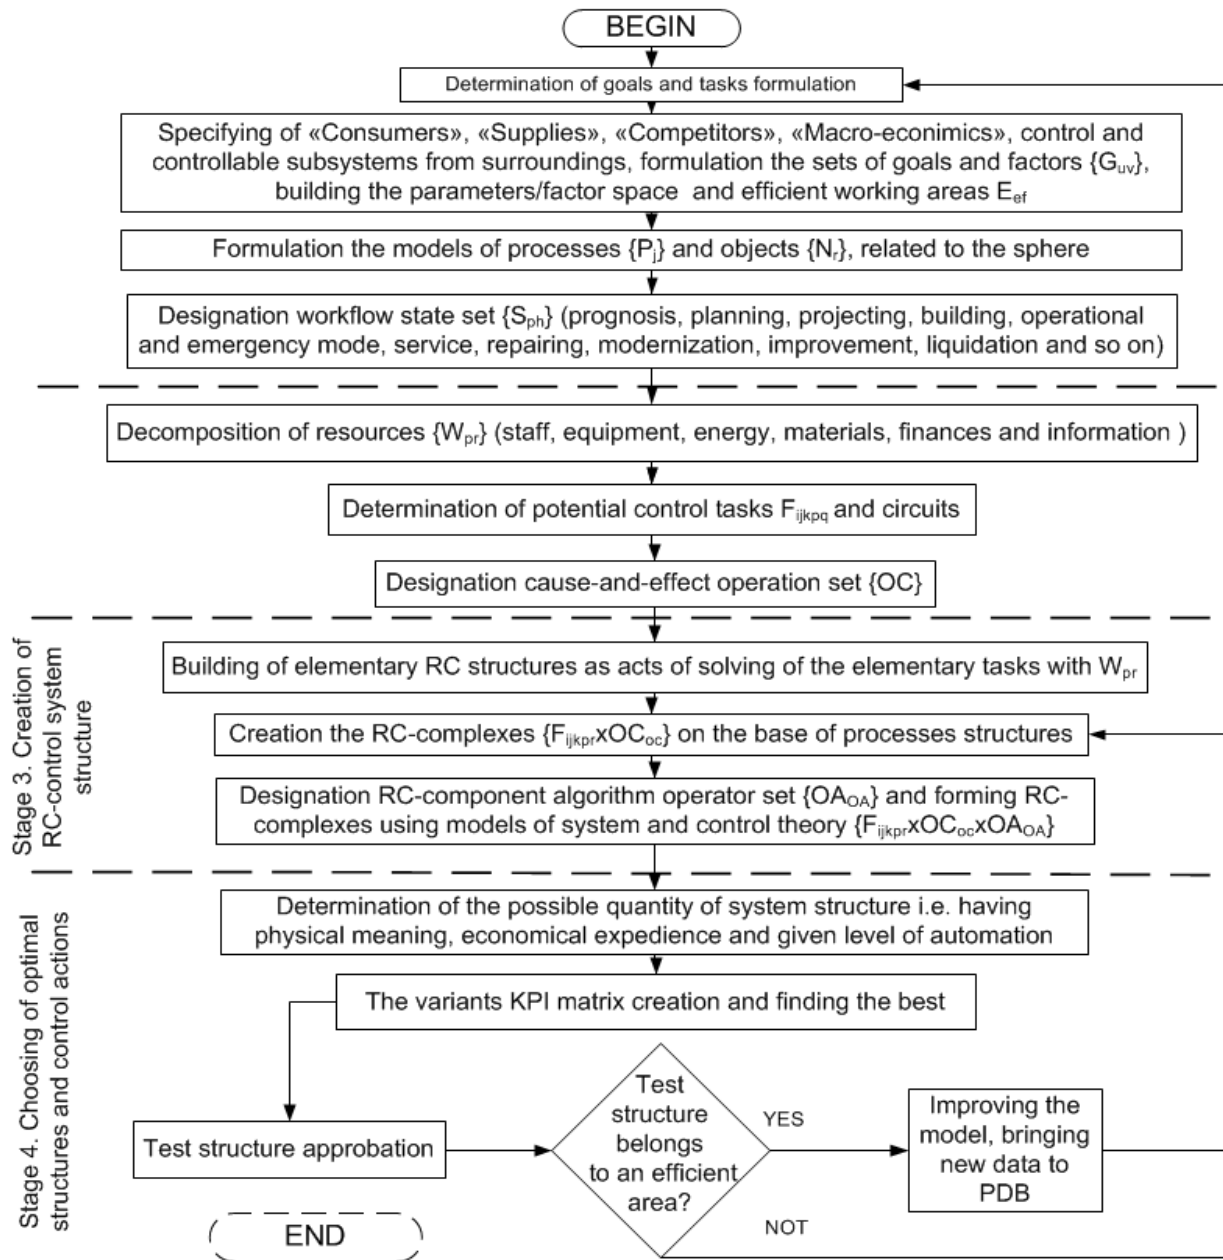 BEGIN
Determination of goals and tasks formulation
Specifying of «Consumers», «Supplies», «Competitors», «Macro-econimics», control and
controllable subsystems from surroundings, formulation the sets of goals and factors {Guv},
building the parameters/factor space and efficient working areas Eef
Formulation the models of processes {Pj} and objects {Nr}, related to the sphere
Designation workflow state set {Sph} (prognosis, planning, projecting, building, operational
and emergency mode, service, repairing, modernization, improvement, liquidation and so on)
Decomposition of resources {Wpr} (staff, equipment, energy, materials, finances and information )
Determination of potential control tasks Fijkpq and circuits
Designation cause-and-effect operation set {OC}
Stage 3. Creation of
RC-control system
structure
Building of elementary RC structures as acts of solving of the elementary tasks with Wpr
Creation the RC-complexes {FijkprxOCoc} on the base of processes structures
Designation RC-component algorithm operator set {OAOA} and forming RC-
complexes using models of system and control theory {FijkprxOCocxOAOA}
Stage 4. Choosing of optimal
structures and control actions
Determination of the possible quantity of system structure i.e. having
physical meaning, economical expedience and given level of automation
The variants KPI matrix creation and finding the best
Test structure approbation
Test
structure
belongs
to an efficient
area?
YES
NOT
Improving the
model, bringing
new data to
PDB
END